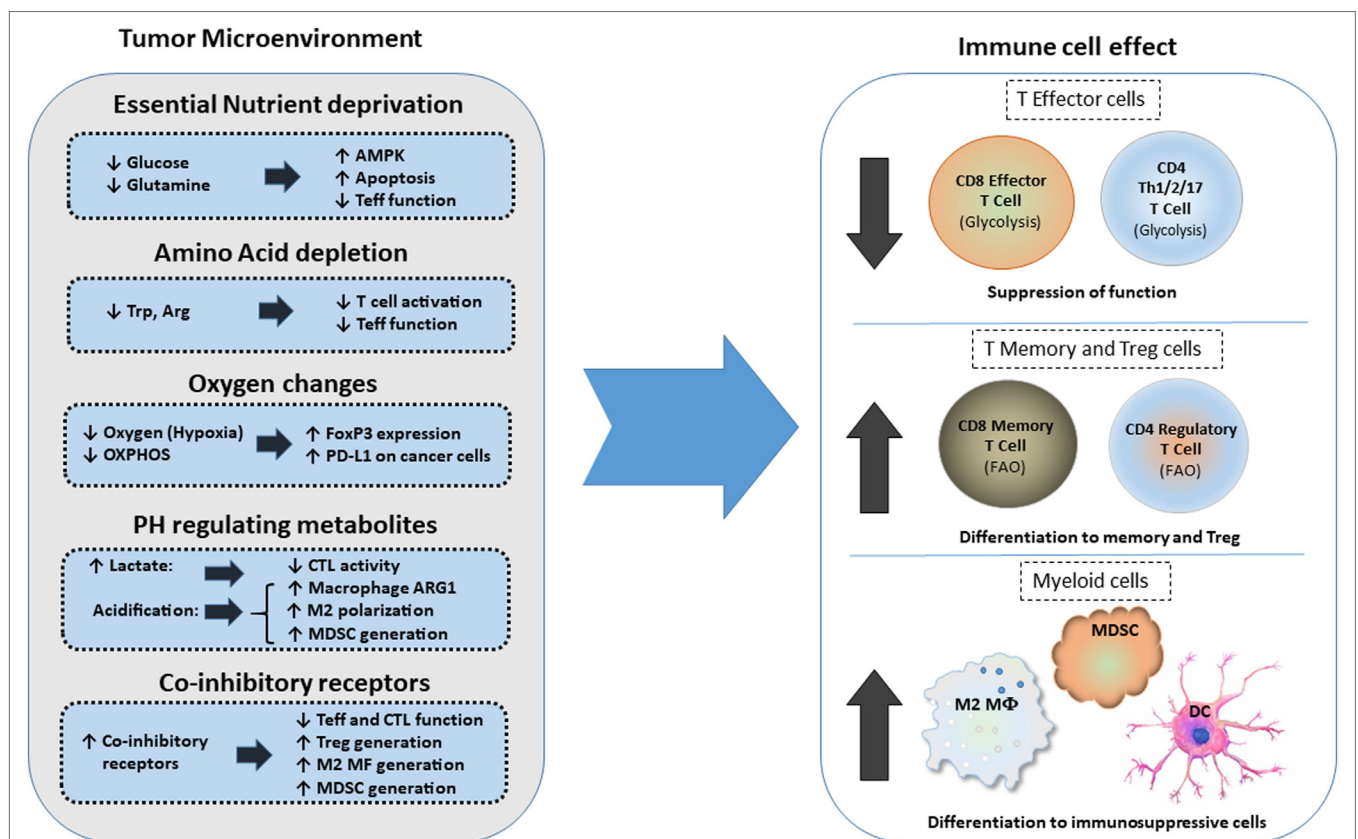 Tumor Microenvironment
Essential Nutrient deprivation
↓ Glucose
↓ Glutamine
↑ AMPK
↑ Apoptosis
↓ Teff function
Amino Acid depletion
↓ Trp, Arg
↓ T cell activation
↓ Teff function
Oxygen changes
↓ Oxygen (Hypoxia)
↓ OXPHOS
↑ FoxP3 expression
↑ PD-L1 on cancer cells
PH regulating metabolites
↑ Lactate:
Acidification:
↓ CTL activity
↑ Macrophage ARG1
↑ M2 polarization
↑ MDSC generation
Co-inhibitory receptors
↑ Co-inhibitory
receptors
↓ Teff and CTL function
↑ Treg generation
↑ M2 MF generation
↑ MDSC generation
Immune cell effect
T Effector cells
CD8 Effector
T Cell
(Glycolysis)
CD4
Th1/2/17
T Cell
(Glycolysis)
Suppression of function
T Memory and Treg cells
CD8 Memory
T Cell
(FAO)
CD4 Regulatory
T Cell
(FAO)
Differentiation to memory and Treg
Myeloid cells
MDSC
M2 MΦ
DC
Differentiation to immunosuppressive cells